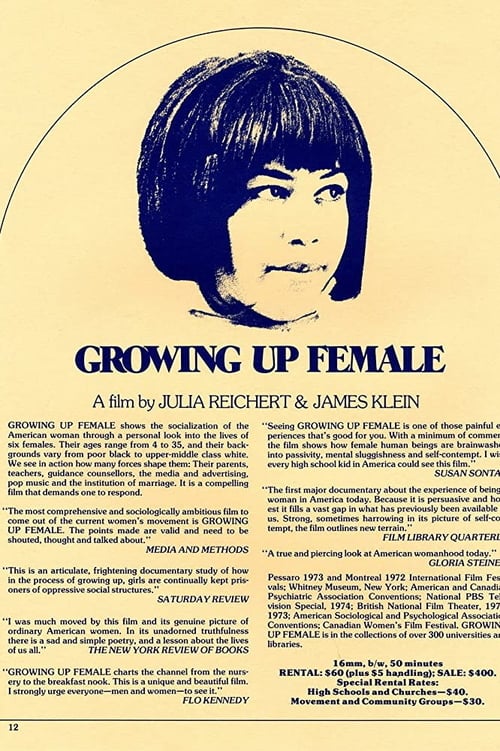 GROWING UP FEMALE
A film by JULIA REICHERT & JAMES KLEIN
GROWING UP FEMALE shows the socialization of the
American woman through a personal look into the lives of
six females. Their ages range from 4 to 35, and their back-
grounds vary from poor black to upper-middle class white.
We see in action how many forces shape them: Their parents,
teachers, guidance counsellors, the media and advertising,
pop music and the institution of marriage. It is a compelling
film that demands one to respond.
"The most comprehensive and sociologically ambitious film to
come out of the current women's movement is GROWING
UP FEMALE. The points made are valid and need to be
shouted, thought and talked about."
MEDIA AND METHODS
"This is an articulate, frightening documentary study of how
in the process of growing up, girls are continually kept pris-
oners of oppressive social structures."
SATURDAY REVIEW
"I was much moved by this film and its genuine picture of
ordinary American women. In its unadorned truthfulness
there is a sad and simple poetry, and a lesson about the lives
of us all."
THE NEW YORK REVIEW OF BOOKS
"GROWING UP FEMALE charts the channel from the nurs-
ery to the breakfast nook. This is a unique and beautiful film.
I strongly urge everyone—men and women—to see it."
FLO KENNEDY
"Seeing GROWING UP FEMALE is one of those painful e
periences that's good for you. With a minimum of commen
the film shows how female human beings are brainwashe
into passivity, mental sluggishness and self-contempt. I wi
every high school kid in America could see this film."
SUSAN SONTA
"The first major documentary about the experience of being
woman in America today. Because it is persuasive and ho
est it fills a vast gap in what has previously been available
us. Strong, sometimes harrowing in its picture of self-co
tempt, the film outlines new terrain."
FILM LIBRARY QUARTERL
"A true and piercing look at American womanhood today."
GLORIA STEINE
Pessaro 1973 and Montreal 1972 International Film Fes
vals; Whitney Museum, New York; American and Canadia
Psychiatric Association Conventions; National PBS Tel
vision Special, 1974; British National Film Theater, 197
1973; American Sociological and Psychological Associatio
Conventions; Canadian Women's Film Festival. GROWIN
UP FEMALE is in the collections of over 300 universities an
libraries.
16mm, b/w, 50 minutes
RENTAL: $60 (plus $5 handling); SALE: $400.
Special Rental Rates:
High Schools and Churches—$40.
Movement and Community Groups—$30.
12